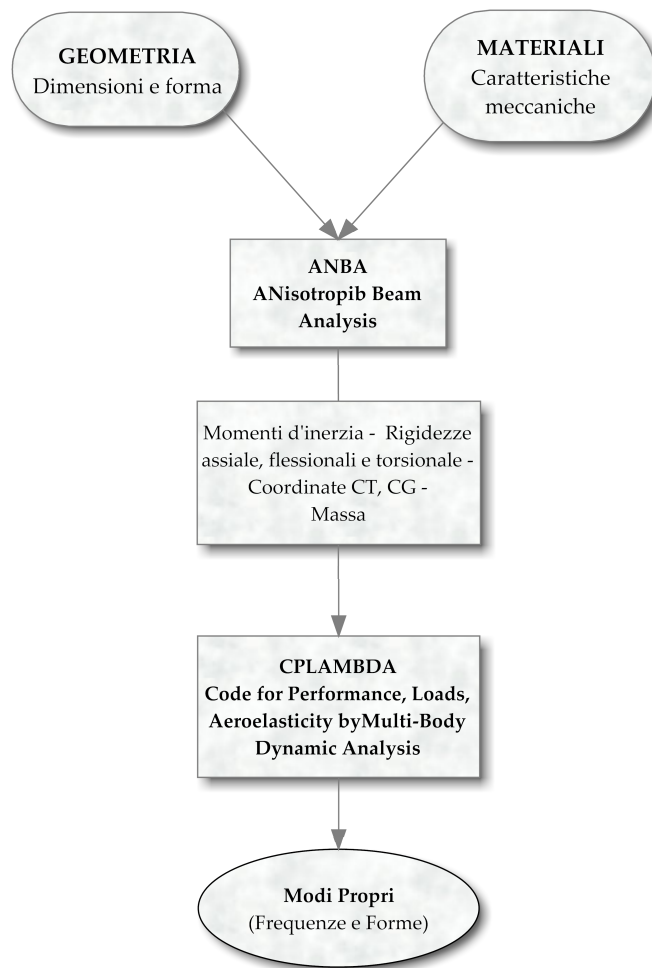 GEOMETRIA
Dimensioni e forma
MATERIALI
Caratteristiche
meccaniche
ANBA
ANisotropib Beam
Analysis
Momenti d'inerzia - Rigidezze
assiale, flessionali e torsionale -
Coordinate CT, CG -
Massa
CPLAMBDA
Code for Performance, Loads,
Aeroelasticity byMulti-Body
Dynamic Analysis
Modi Propri
(Frequenze e Forme)